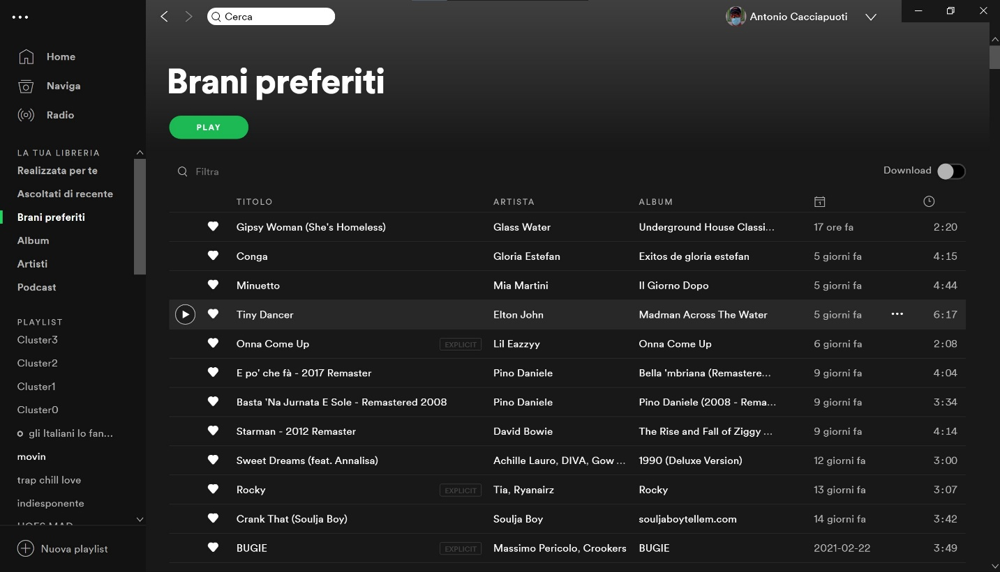 Cerca
Antonio Cacciapuoti
Home
Naviga
Radio
LA TUA LIBRERIA
Realizzata per te
Ascoltati di recente
Brani preferiti
Album
Artisti
Podcast
PLAYLIST
Cluster3
Cluster2
Cluster1
Cluster0
gli Italiani lo fan...
movin
trap chill love
indiesponente
Nuova playlist
Brani preferiti
PLAY
Filtra
Download
TITOLO ARTISTA ALBUM
Gipsy Woman (She's Homeless) Glass Water Underground House Classi... 17 ore fa 2:20
Conga Gloria Estefan Exitos de gloria estefan 5 giorni fa 4:15
Minuetto Mia Martini Il Giorno Dopo 5 giorni fa 4:44
Tiny Dancer Elton John Madman Across The Water 5 giorni fa 6:17
Onna Come Up EXPLICIT Lil Eazzyy Onna Come Up 6 giorni fa 2:08
E po' che fà - 2017 Remaster Pino Daniele Bella 'mbriana (Remastere... 9 giorni fa 4:04
Basta 'Na Jurnata E Sole - Remastered 2008 Pino Daniele Pino Daniele (2008 - Rema... 9 giorni fa 3:34
Starman - 2012 Remaster David Bowie The Rise and Fall of Ziggy ... 9 giorni fa 4:14
Sweet Dreams (feat. Annalisa) Achille Lauro, DIVA, Gow ... 1990 (Deluxe Version) 12 giorni fa 3:00
Rocky EXPLICIT Tia, Ryanairz Rocky 13 giorni fa 3:07
Crank That (Soulja Boy) Soulja Boy souljaboytellem.com 14 giorni fa 3:42
BUGIE EXPLICIT Massimo Pericolo, Crookers BUGIE 2021-02-22 3:49